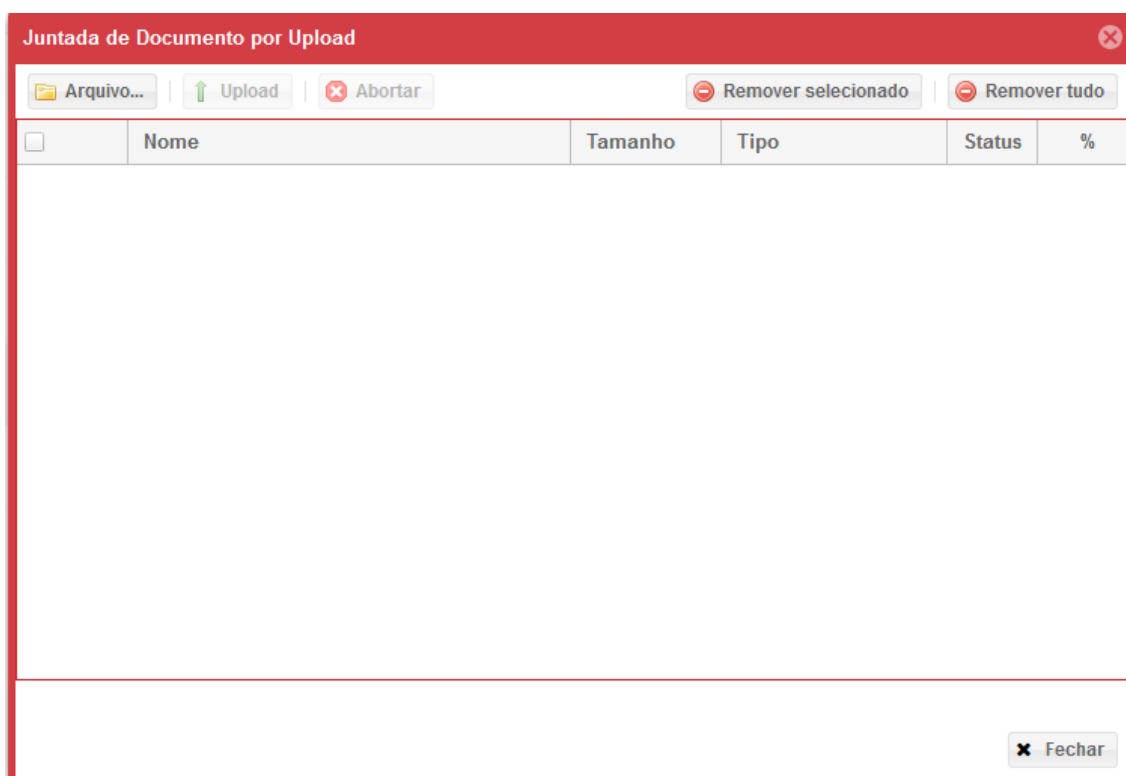 Juntada de Documento por Upload
Arquivo... Upload Abortar Remover selecionado Remover tudo
Nome Tamanho Tipo Status %
Fechar